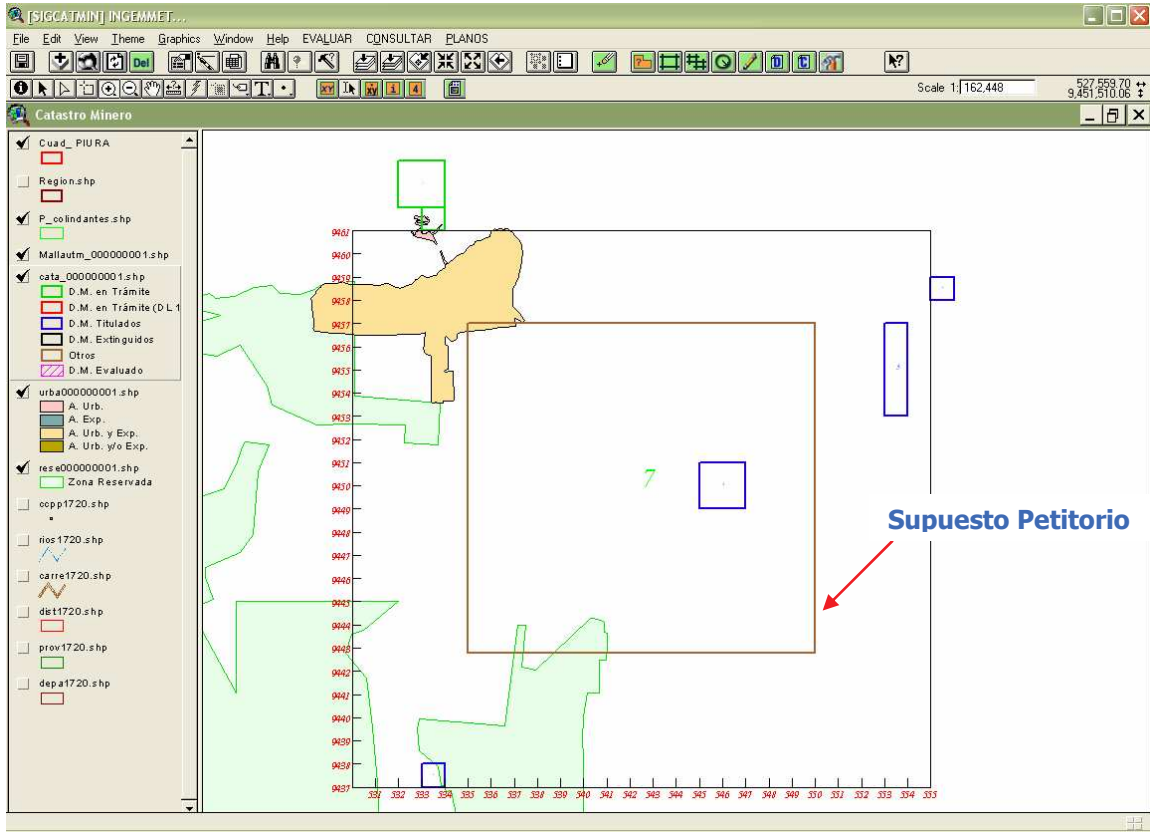 [SIGCATMIN] INGEMMET...
File Edit View Theme Graphics Window Help EVALUAR CONSULTAR PLANOS
Del
Scale 1: 162,448
527,559.70
9,451,510.06
Catastro Minero
Cuad_ PIURA
Region.shp
P_colindantes.shp
Mallautm_000000001.shp
cata_000000001.shp
D.M. en Trámite
D.M. en Trámite (D L 1
D.M. Titulados
D.M. Extinguidos
Otros
D.M. Evaluado
urba000000001.shp
A. Urb.
A. Exp.
A. Urb. y Exp.
A. Urb. y/o Exp.
rese000000001.shp
Zona Reservada
ccpp1720.shp
rios1720.shp
carre1720.shp
dist1720.shp
prov1720.shp
depa1720.shp
9461
9460
9459
9458
9457
9456
9455
9454
9453
9452
9451
9450
9449
9448
9447
9446
9445
9444
9443
9442
9441
9440
9439
9438
9437
531 532 533 534 535 536 537 538 539 540 541 542 543 544 545 546 547 548 549 550 551 552 553 554 555
7
Supuesto Petitorio